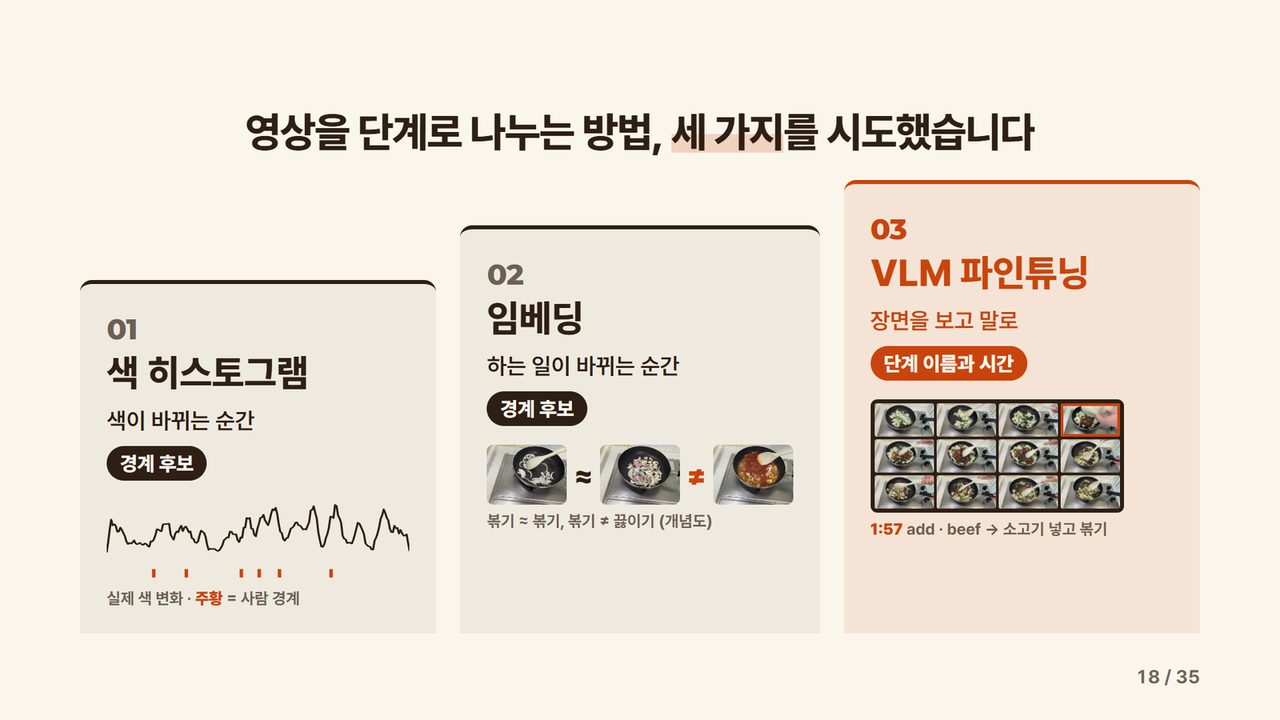 영상을 단계로 나누는 방법, 세 가지를 시도했습니다
01
색 히스토그램
색이 바뀌는 순간
경계 후보
실제 색 변화 · 주황 = 사람 경계
02
임베딩
하는 일이 바뀌는 순간
경계 후보
≈ ≠
볶기 ≈ 볶기, 볶기 ≠ 끓이기 (개념도)
03
VLM 파인튜닝
장면을 보고 말로
단계 이름과 시간
1:57 add · beef → 소고기 넣고 볶기
18 / 35